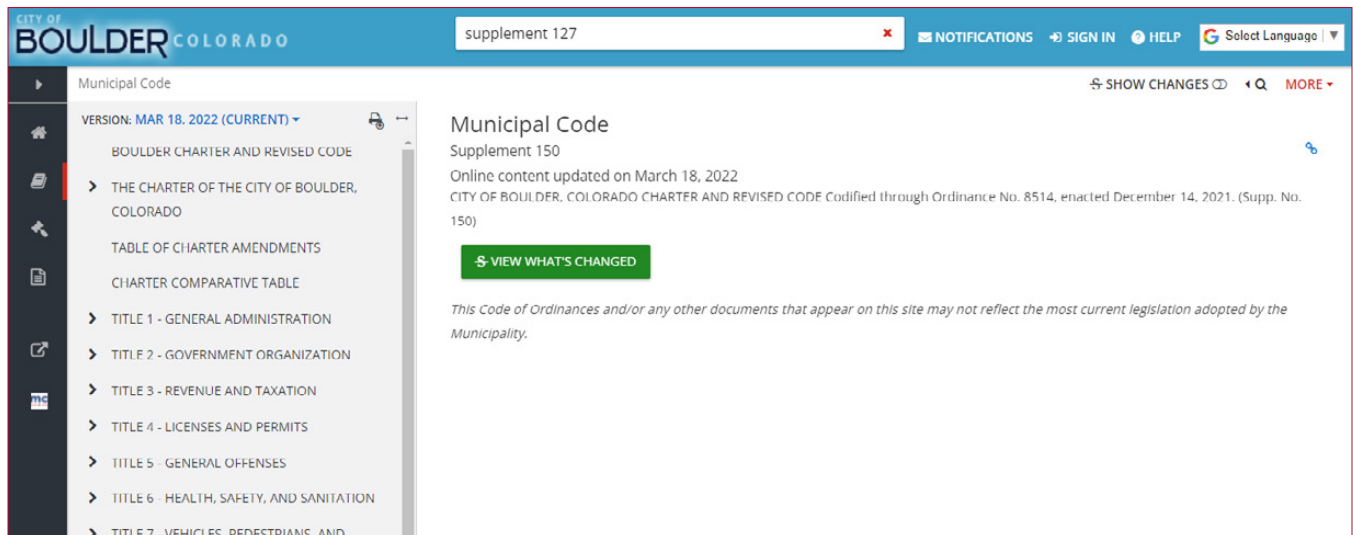 CITY OF
BOULDER COLORADO
supplement 127
NOTIFICATIONS SIGN IN HELP Select Language
Municipal Code
SHOW CHANGES MORE
VERSION: MAR 18. 2022 (CURRENT)
BOULDER CHARTER AND REVISED CODE
THE CHARTER OF THE CITY OF BOULDER,
COLORADO
TABLE OF CHARTER AMENDMENTS
CHARTER COMPARATIVE TABLE
TITLE 1 - GENERAL ADMINISTRATION
TITLE 2 - GOVERNMENT ORGANIZATION
TITLE 3 - REVENUE AND TAXATION
TITLE 4 - LICENSES AND PERMITS
TITLE 5 - GENERAL OFFENSES
TITLE 6 - HEALTH, SAFETY, AND SANITATION
TITLE 7 - VEHICLES, PEDESTRIANS, AND
mc
Municipal Code
Supplement 150
Online content updated on March 18, 2022
CITY OF BOULDER, COLORADO CHARTER AND REVISED CODE Codified through Ordinance No. 8514, enacted December 14, 2021. (Supp. No.
150)
VIEW WHAT'S CHANGED
This Code of Ordinances and/or any other documents that appear on this site may not reflect the most current legislation adopted by the
Municipality.